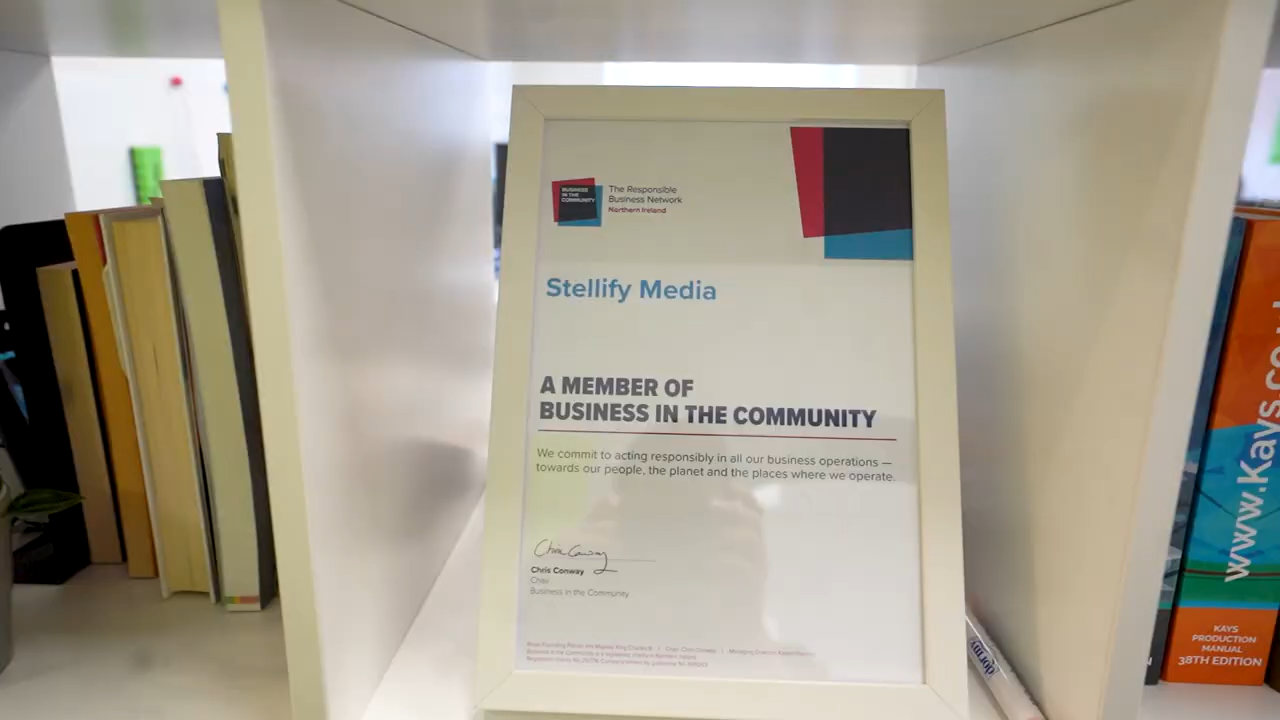 BUSINESS
IN THE
COMMUNITY
The Responsible
Business Network
Northern Ireland
Stellify Media
A MEMBER OF
BUSINESS IN THE COMMUNITY
We commit to acting responsibly in all our business operations —
towards our people, the planet and the places where we operate.
Chris Conway
Chris Conway
Chair
Business in the Community
www.Kays.co
KAYS
PRODUCTION
MANUAL
38TH EDITION